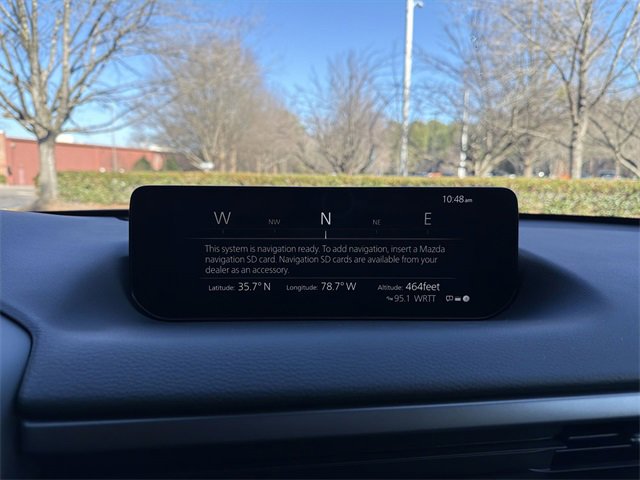 10:48am
W NW N NE E
This system is navigation ready. To add navigation, insert a Mazda
navigation SD card. Navigation SD cards are available from your
dealer as an accessory.
Latitude: 35.7° N Longitude: 78.7° W Altitude: 464feet
95.1 WRTT